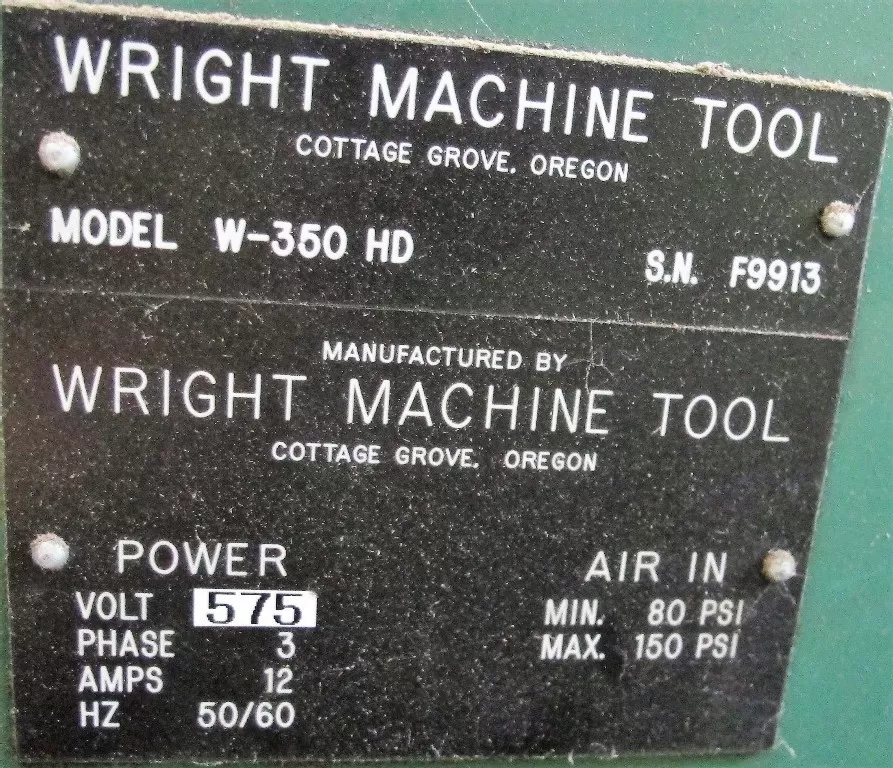 WRIGHT MACHINE TOOL
COTTAGE GROVE, OREGON
MODEL W-350 HD
S.N. F9913
MANUFACTURED BY
WRIGHT MACHINE TOOL
COTTAGE GROVE, OREGON
POWER
VOLT 575
PHASE 3
AMPS 12
HZ 50/60
AIR IN
MIN. 80 PSI
MAX. 150 PSI